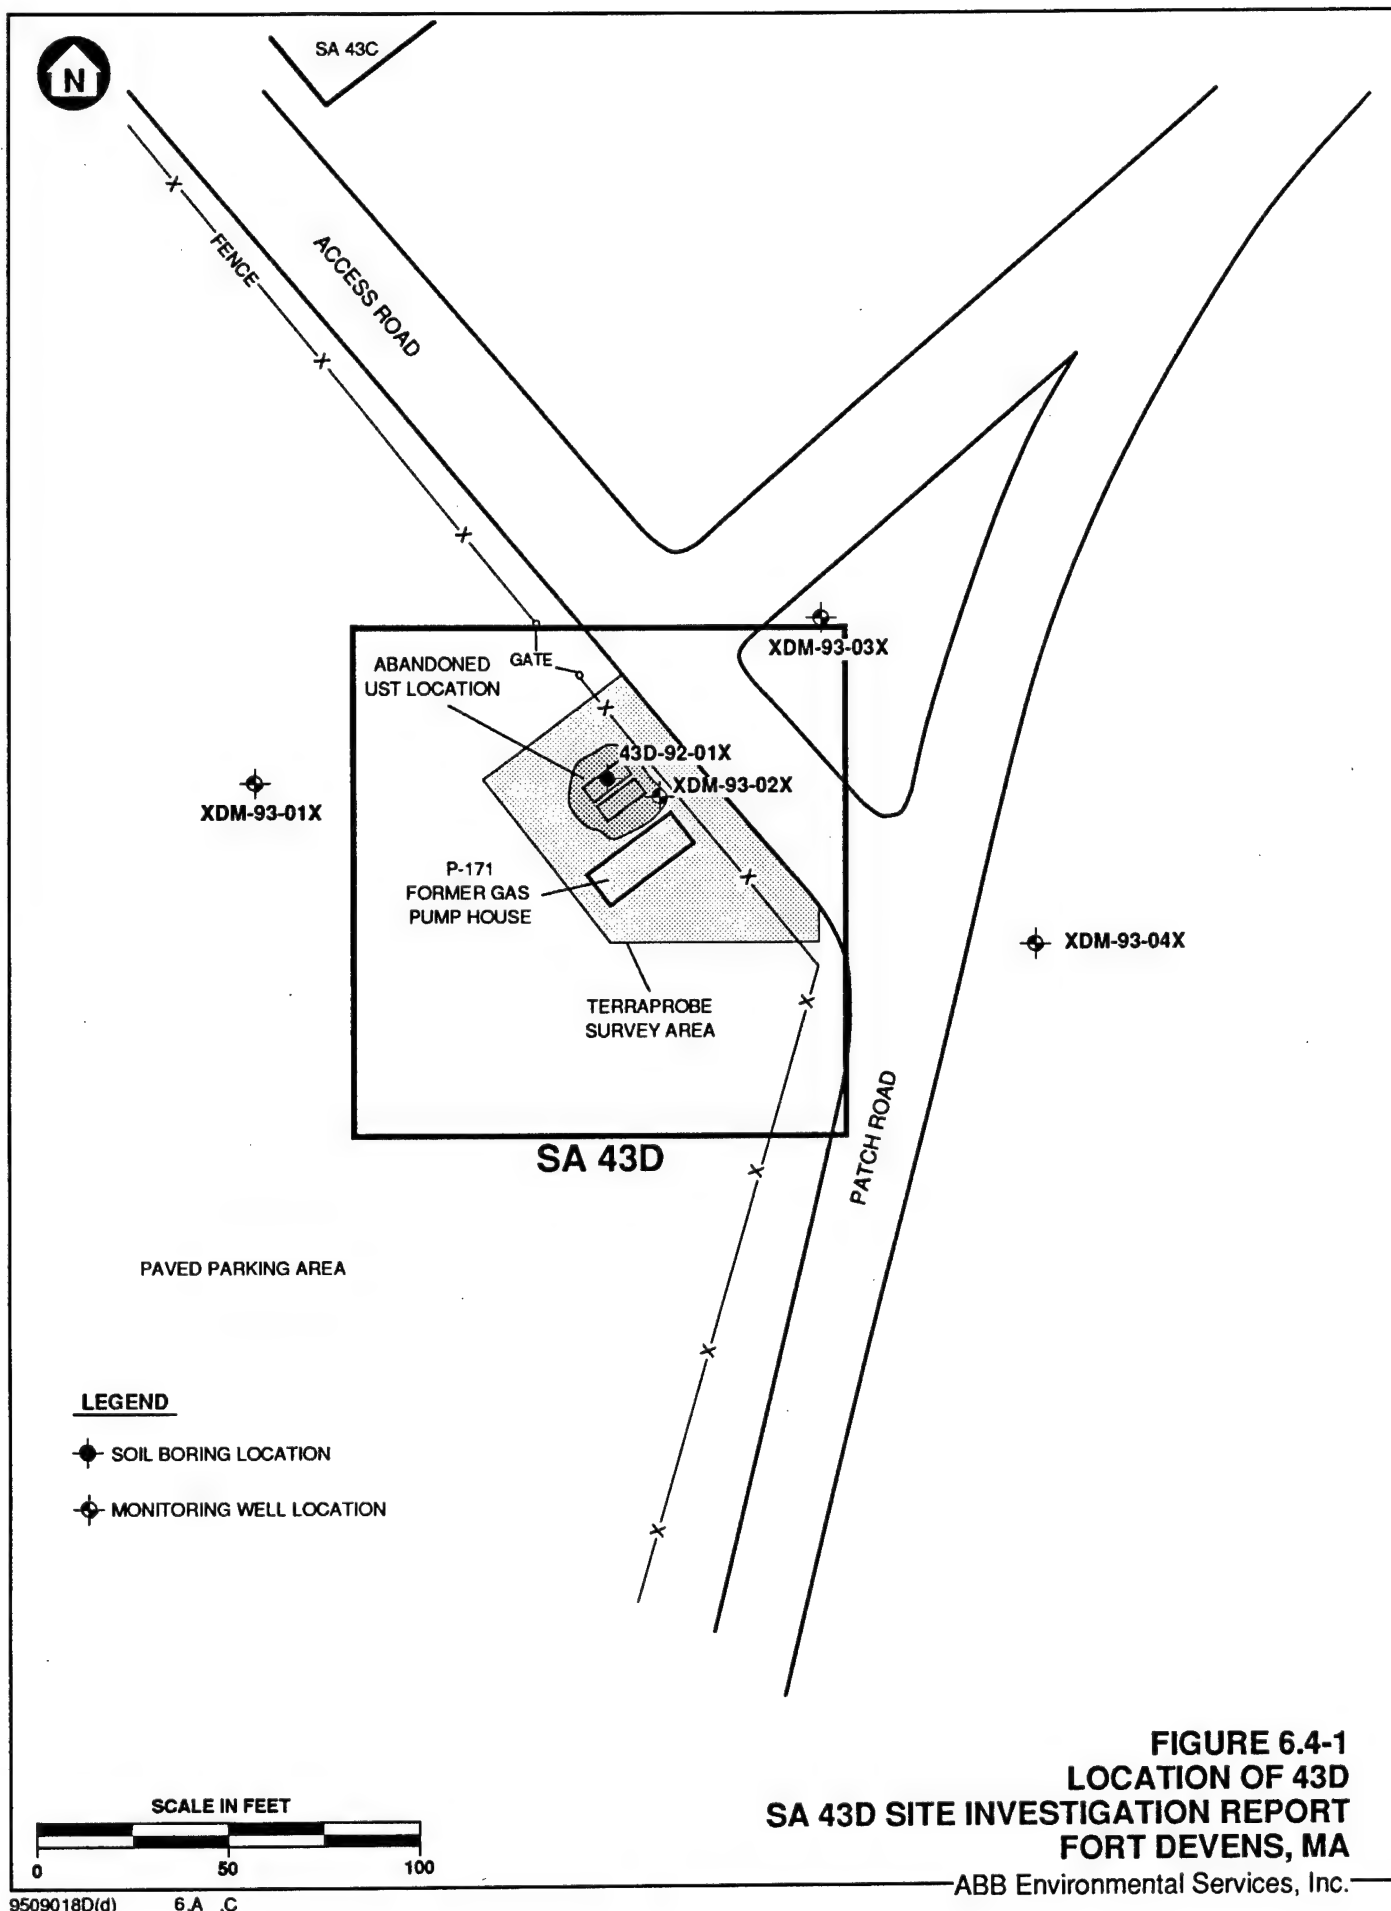 N
SA 43C
FENCE
ACCESS ROAD
XDM-93-03X
ABANDONED
UST LOCATION
GATE
43D-92-01X
XDM-93-02X
XDM-93-01X
P-171
FORMER GAS
PUMP HOUSE
XDM-93-04X
TERRAPROBE
SURVEY AREA
PATCH ROAD
SA 43D
PAVED PARKING AREA
LEGEND
SOIL BORING LOCATION
MONITORING WELL LOCATION
FIGURE 6.4-1
LOCATION OF 43D
SA 43D SITE INVESTIGATION REPORT
FORT DEVENS, MA
ABB Environmental Services, Inc.
SCALE IN FEET
0 50 100
9509018D(d) 6.A .C